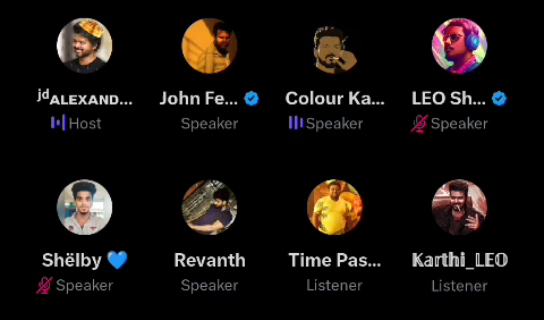 ʲᵈᴀʟᴇxᴀɴᴅ... John Fe... Colour Ka... LEO Sh...
Host Speaker Speaker Speaker
Shëlby 💙 Revanth Time Pas... 𝕂𝕒𝕣𝕥𝕙𝕚_𝕃𝔼𝕆
Speaker Speaker Listener Listener